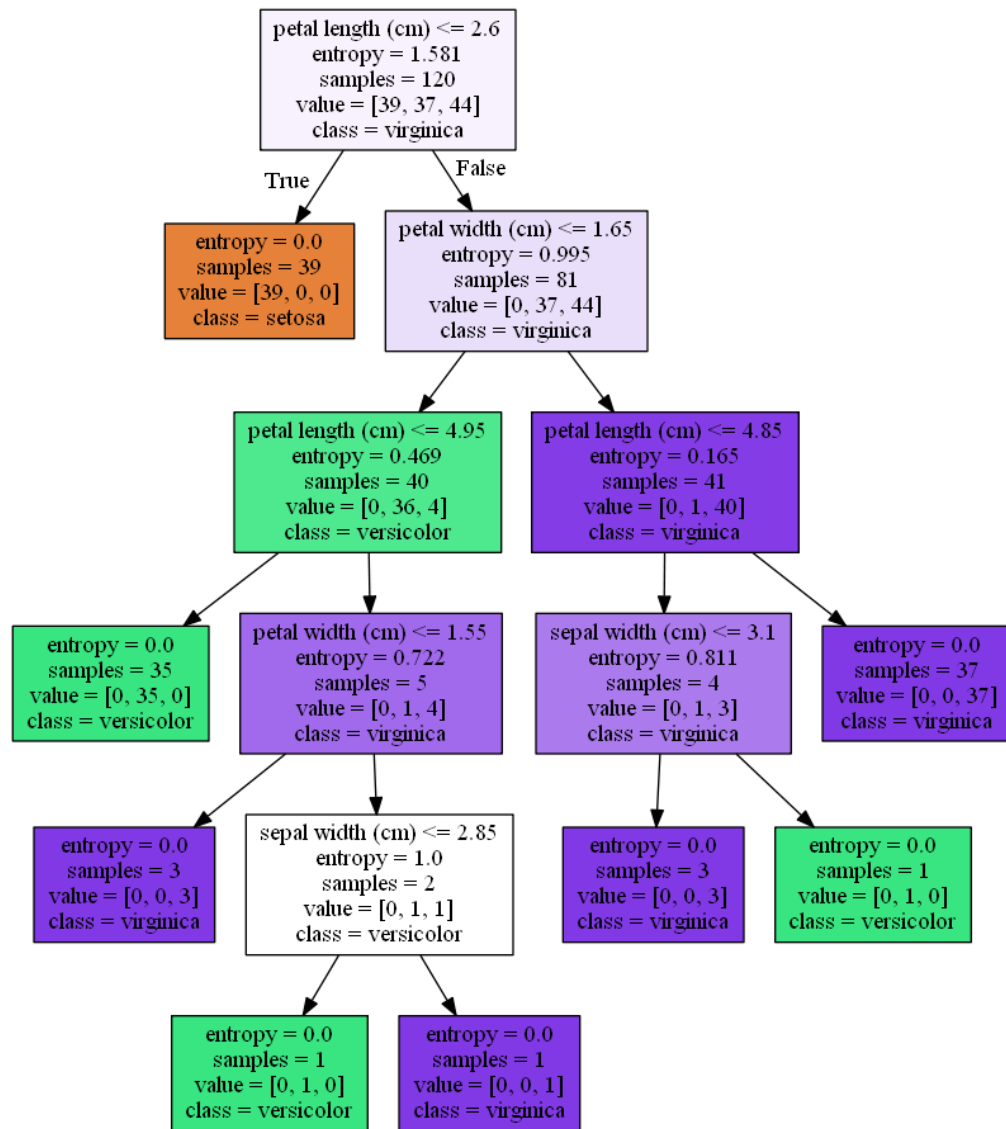 petal length (cm) <= 2.6
entropy = 1.581
samples = 120
value = [39, 37, 44]
class = virginica
True
False
entropy = 0.0
samples = 39
value = [39, 0, 0]
class = setosa
petal width (cm) <= 1.65
entropy = 0.995
samples = 81
value = [0, 37, 44]
class = virginica
petal length (cm) <= 4.95
entropy = 0.469
samples = 40
value = [0, 36, 4]
class = versicolor
petal length (cm) <= 4.85
entropy = 0.165
samples = 41
value = [0, 1, 40]
class = virginica
entropy = 0.0
samples = 35
value = [0, 35, 0]
class = versicolor
petal width (cm) <= 1.55
entropy = 0.722
samples = 5
value = [0, 1, 4]
class = virginica
sepal width (cm) <= 3.1
entropy = 0.811
samples = 4
value = [0, 1, 3]
class = virginica
entropy = 0.0
samples = 37
value = [0, 0, 37]
class = virginica
entropy = 0.0
samples = 3
value = [0, 0, 3]
class = virginica
sepal width (cm) <= 2.85
entropy = 1.0
samples = 2
value = [0, 1, 1]
class = versicolor
entropy = 0.0
samples = 3
value = [0, 0, 3]
class = virginica
entropy = 0.0
samples = 1
value = [0, 1, 0]
class = versicolor
entropy = 0.0
samples = 1
value = [0, 1, 0]
class = versicolor
entropy = 0.0
samples = 1
value = [0, 0, 1]
class = virginica